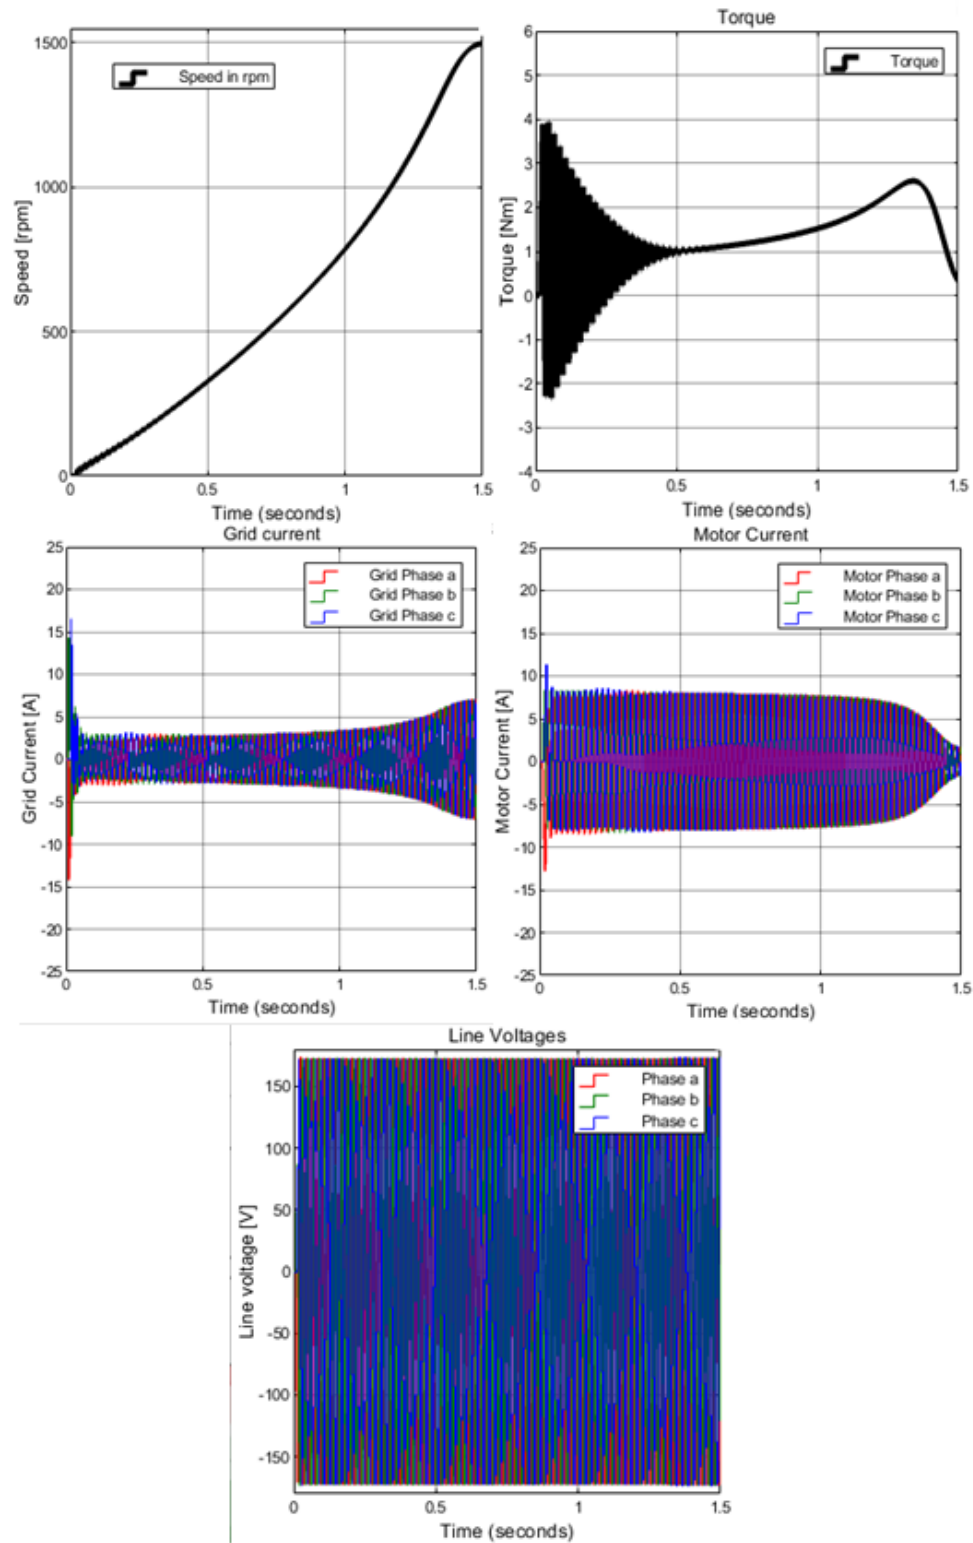 1500
1000
500
0
Speed [rpm]
Speed in rpm
0
0.5
1
1.5
Time (seconds)
Torque
6
5
4
3
2
1
0
-1
-2
-3
-4
Torque [Nm]
Torque
0
0.5
1
1.5
Time (seconds)
Grid current
25
20
15
10
5
0
-5
-10
-15
-20
-25
Grid Current [A]
Grid Phase a
Grid Phase b
Grid Phase c
0
0.5
1
1.5
Time (seconds)
Motor Current
25
20
15
10
5
0
-5
-10
-15
-20
-25
Motor Current [A]
Motor Phase a
Motor Phase b
Motor Phase c
0
0.5
1
1.5
Time (seconds)
Line Voltages
150
100
50
0
-50
-100
-150
Line voltage [V]
Phase a
Phase b
Phase c
0
0.5
1
1.5
Time (seconds)